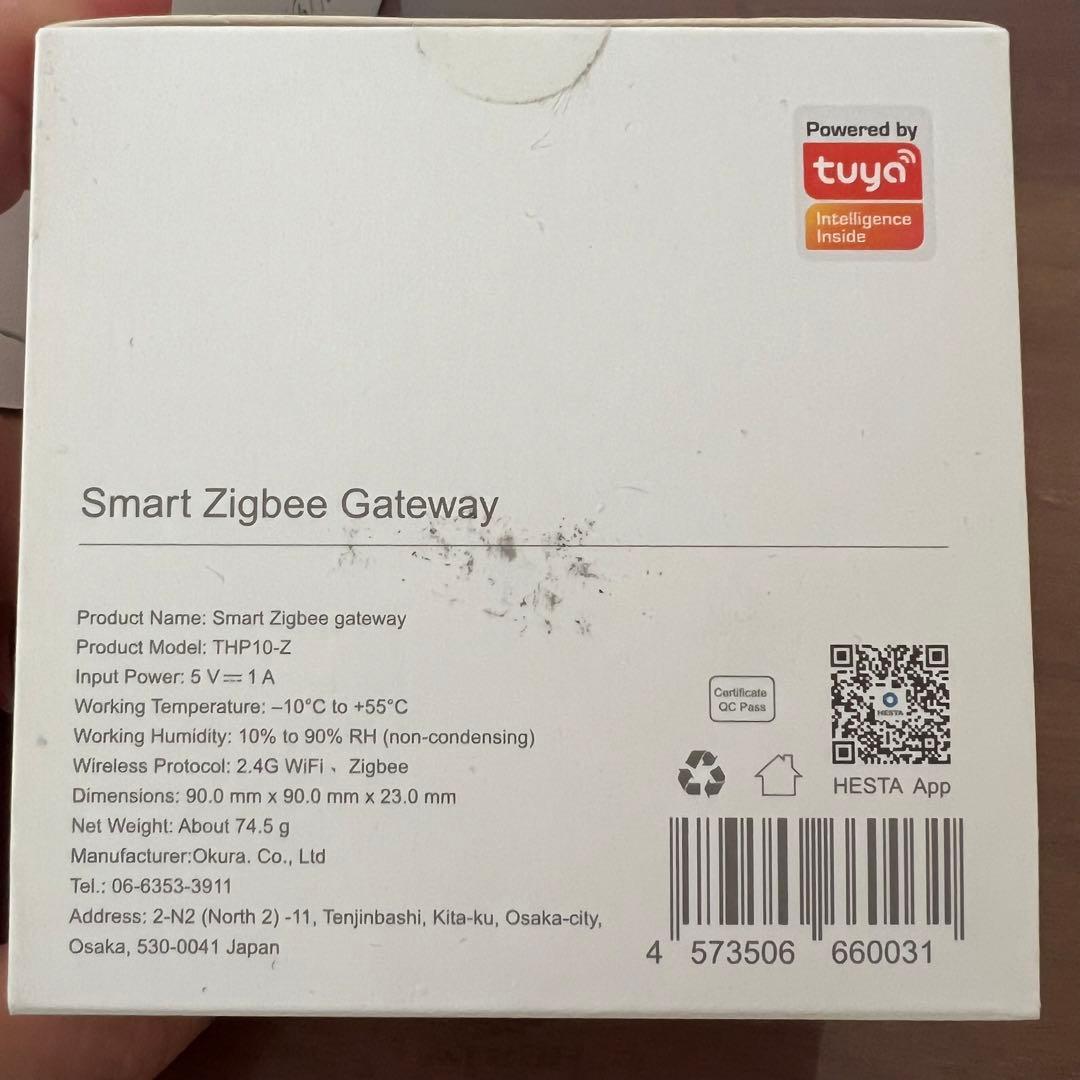 Powered by
tuya
Intelligence
Inside
Smart Zigbee Gateway
Product Name: Smart Zigbee gateway
Product Model: THP10-Z
Input Power: 5 V⎓1 A
Working Temperature: –10°C to +55°C
Working Humidity: 10% to 90% RH (non-condensing)
Wireless Protocol: 2.4G WiFi 、Zigbee
Dimensions: 90.0 mm x 90.0 mm x 23.0 mm
Net Weight: About 74.5 g
Manufacturer:Okura. Co., Ltd
Tel.: 06-6353-3911
Address: 2-N2 (North 2) -11, Tenjinbashi, Kita-ku, Osaka-city,
Osaka, 530-0041 Japan
Certificate
QC Pass
HESTA
HESTA App
4 573506 660031